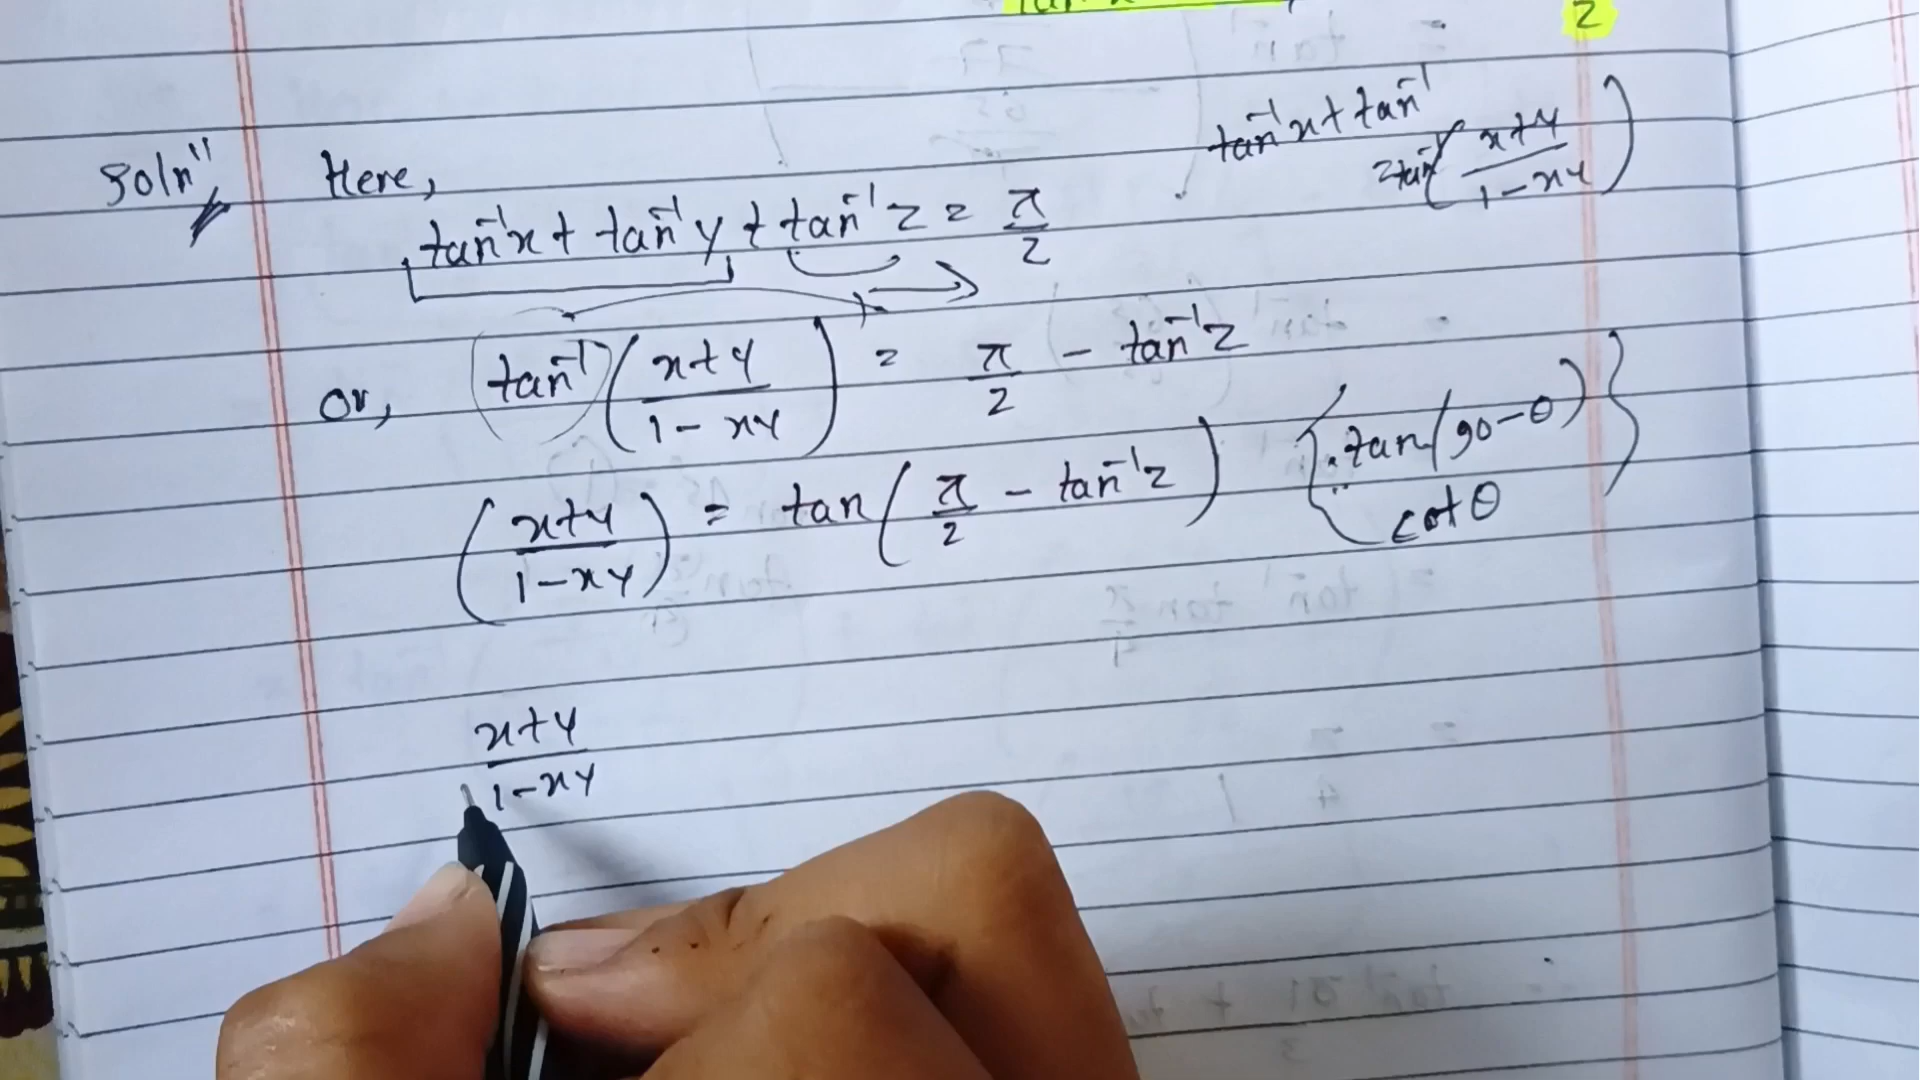 2
tan⁻¹x + tan⁻¹
= tan⁻¹y (x+y / 1-xy)
Soln" Here,
tan⁻¹x + tan⁻¹y + tan⁻¹z = π/2
or, tan⁻¹ (x+y / 1-xy) = π/2 - tan⁻¹z
(x+y / 1-xy) = tan (π/2 - tan⁻¹z) {∵ tan(90-θ) cotθ}
x+y / 1-xy